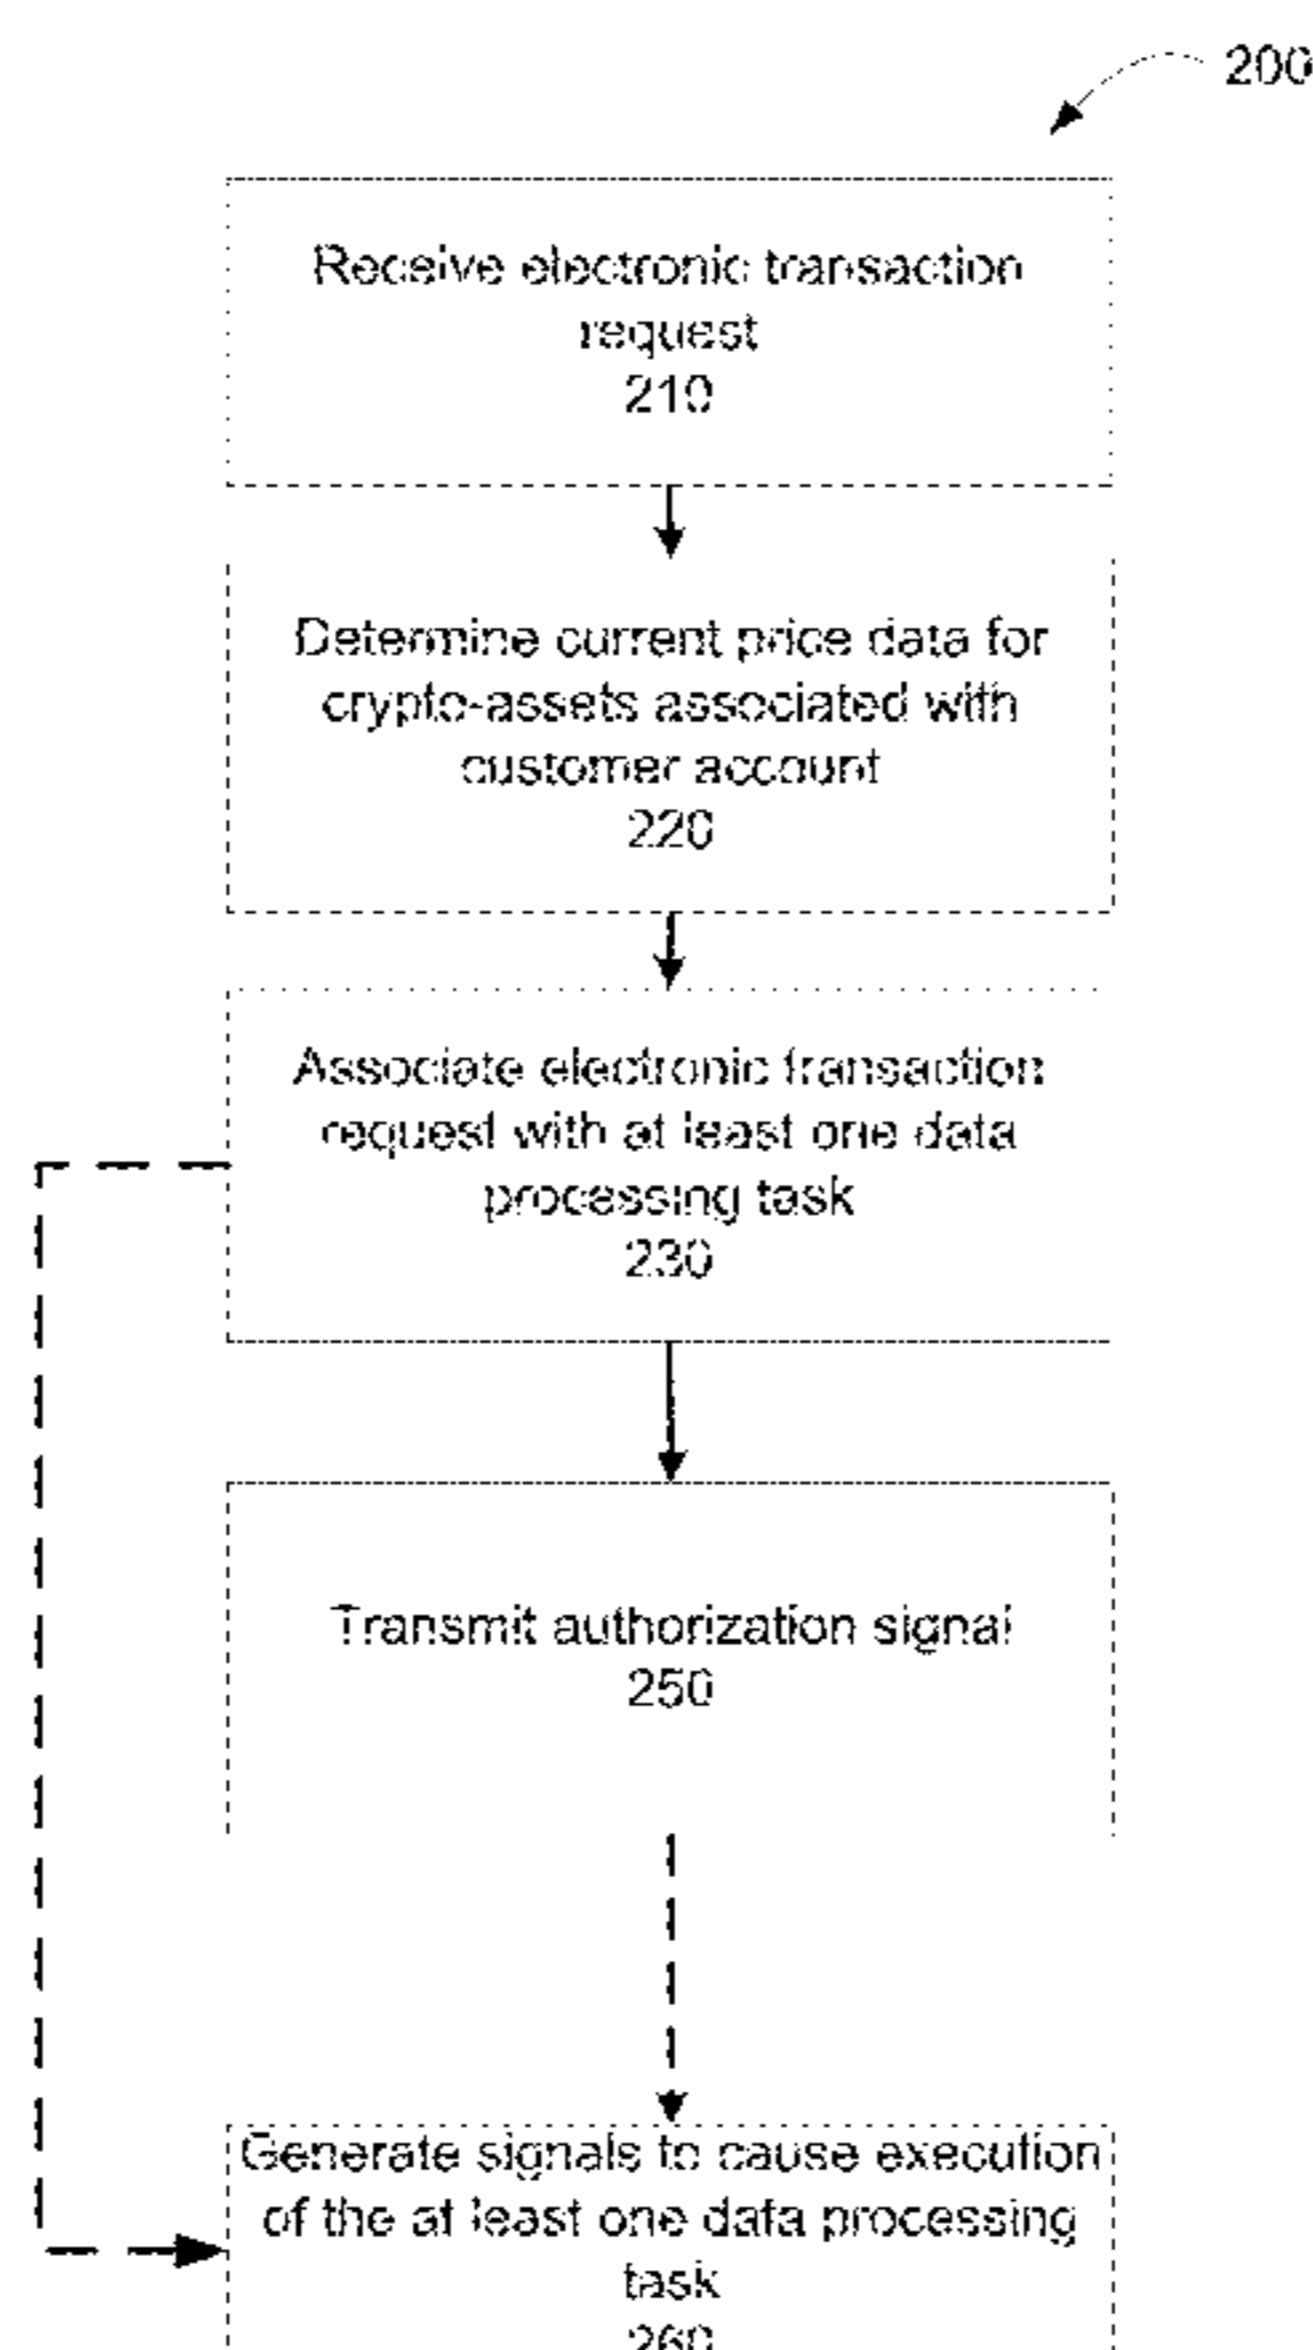 200
Receive electronic transaction
request
210
Determine current price data for
crypto-assets associated with
customer account
220
Associate electronic transaction
request with at least one data
processing task
230
Transmit authorization signal
250
Generate signals to cause execution
of the at least one data processing
task
260